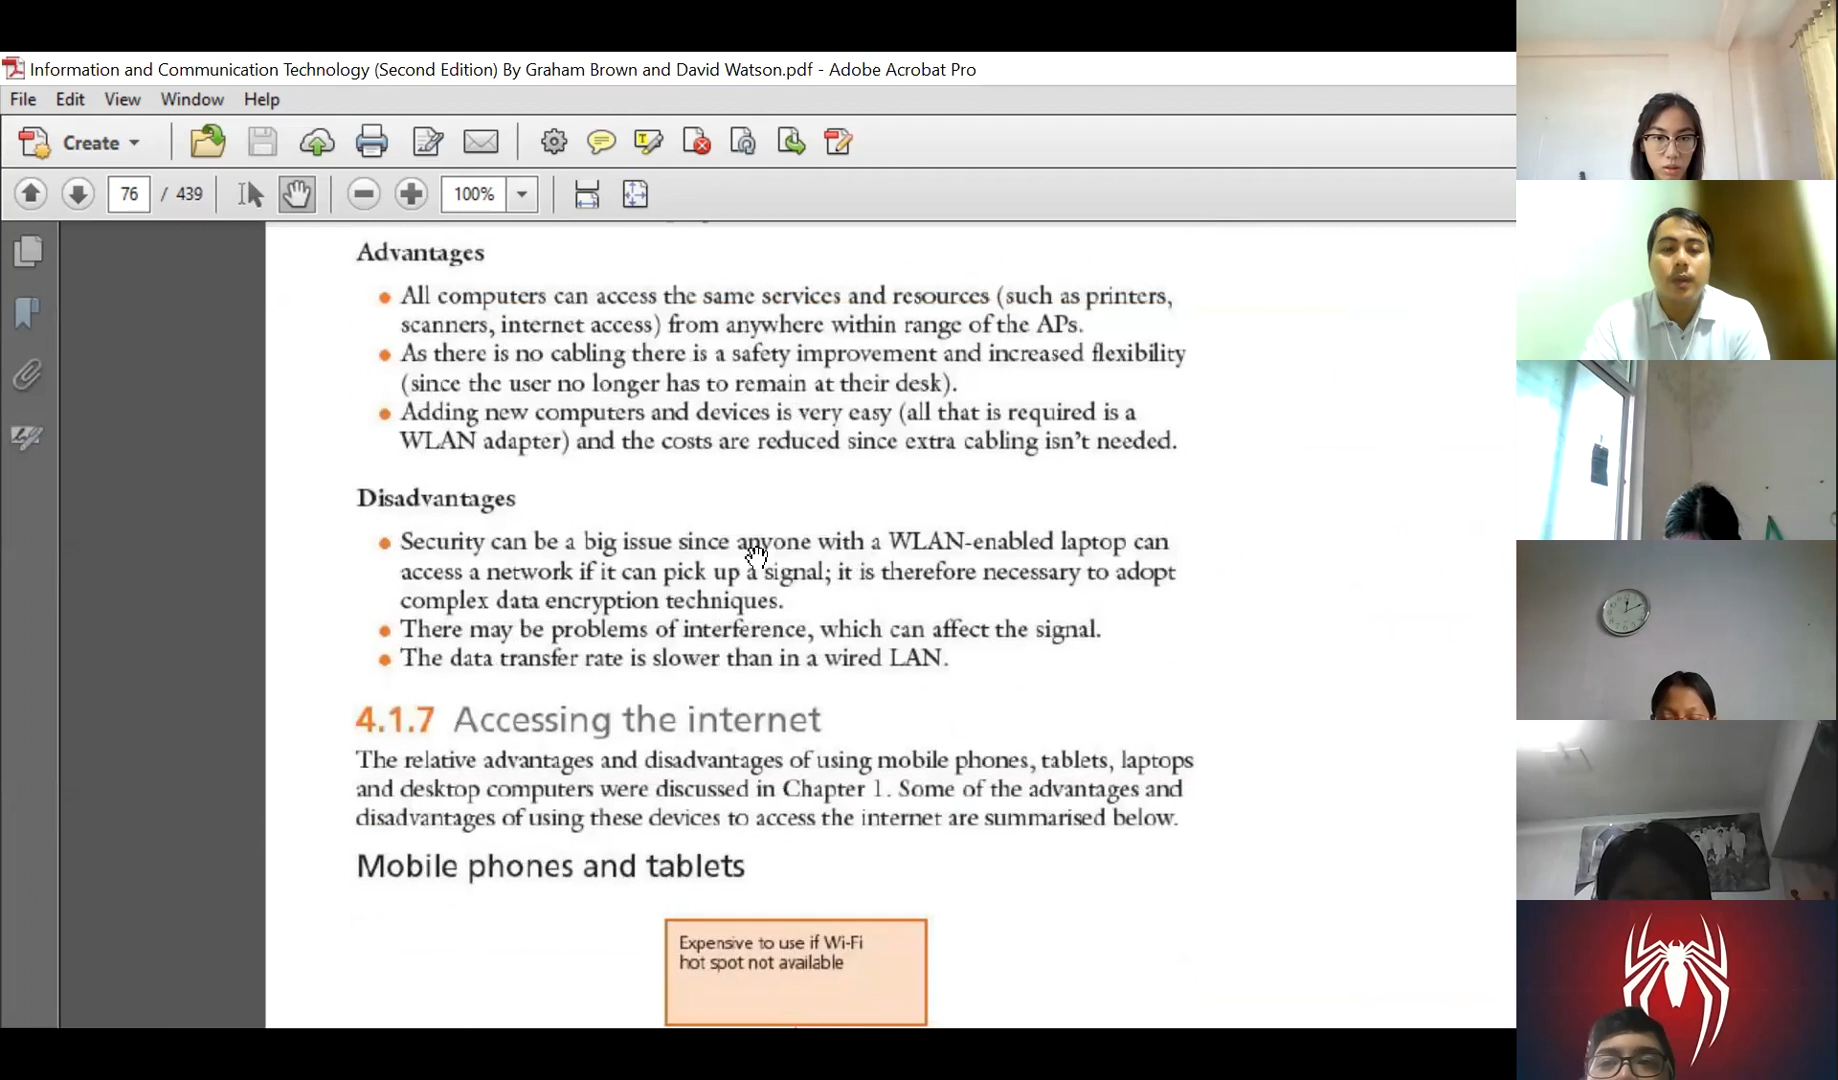 Information and Communication Technology (Second Edition) By Graham Brown and David Watson.pdf - Adobe Acrobat Pro
File Edit View Window Help
Create
76 / 439 100%
Advantages
All computers can access the same services and resources (such as printers,
scanners, internet access) from anywhere within range of the APs.
As there is no cabling there is a safety improvement and increased flexibility
(since the user no longer has to remain at their desk).
Adding new computers and devices is very easy (all that is required is a
WLAN adapter) and the costs are reduced since extra cabling isn't needed.
Disadvantages
Security can be a big issue since anyone with a WLAN-enabled laptop can
access a network if it can pick up a signal; it is therefore necessary to adopt
complex data encryption techniques.
There may be problems of interference, which can affect the signal.
The data transfer rate is slower than in a wired LAN.
4.1.7 Accessing the internet
The relative advantages and disadvantages of using mobile phones, tablets, laptops
and desktop computers were discussed in Chapter 1. Some of the advantages and
disadvantages of using these devices to access the internet are summarised below.
Mobile phones and tablets
Expensive to use if Wi-Fi
hot spot not available